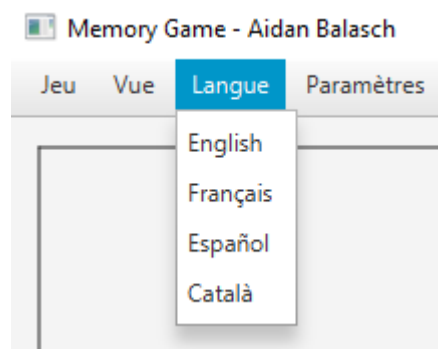 Memory Game - Aidan Balasch
Jeu Vue Langue Paramètres
English
Français
Español
Català